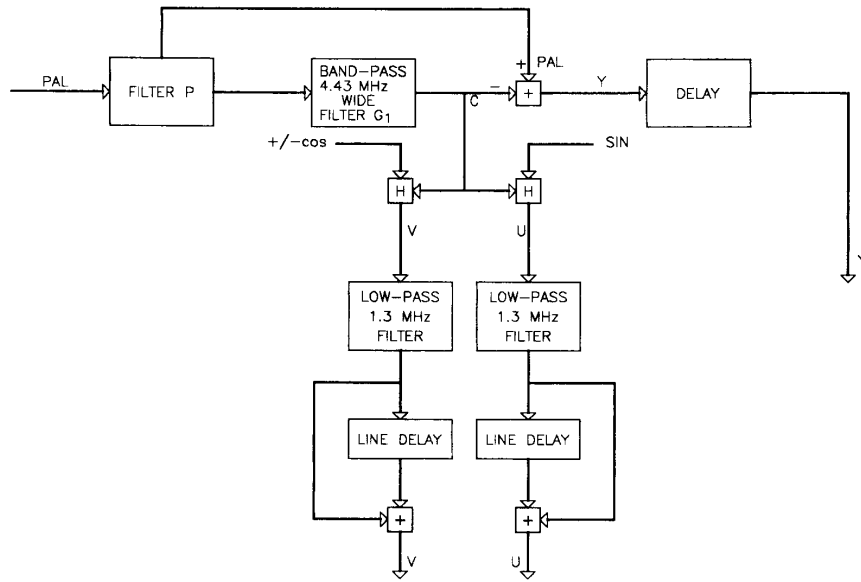 PAL
FILTER P
BAND-PASS
4.43 MHz
WIDE
FILTER G1
C
−
+
PAL
+
Y
DELAY
+/-cos
SIN
H
H
V
U
Y
LOW-PASS
1.3 MHz
FILTER
LOW-PASS
1.3 MHz
FILTER
LINE DELAY
LINE DELAY
+
+
V
U